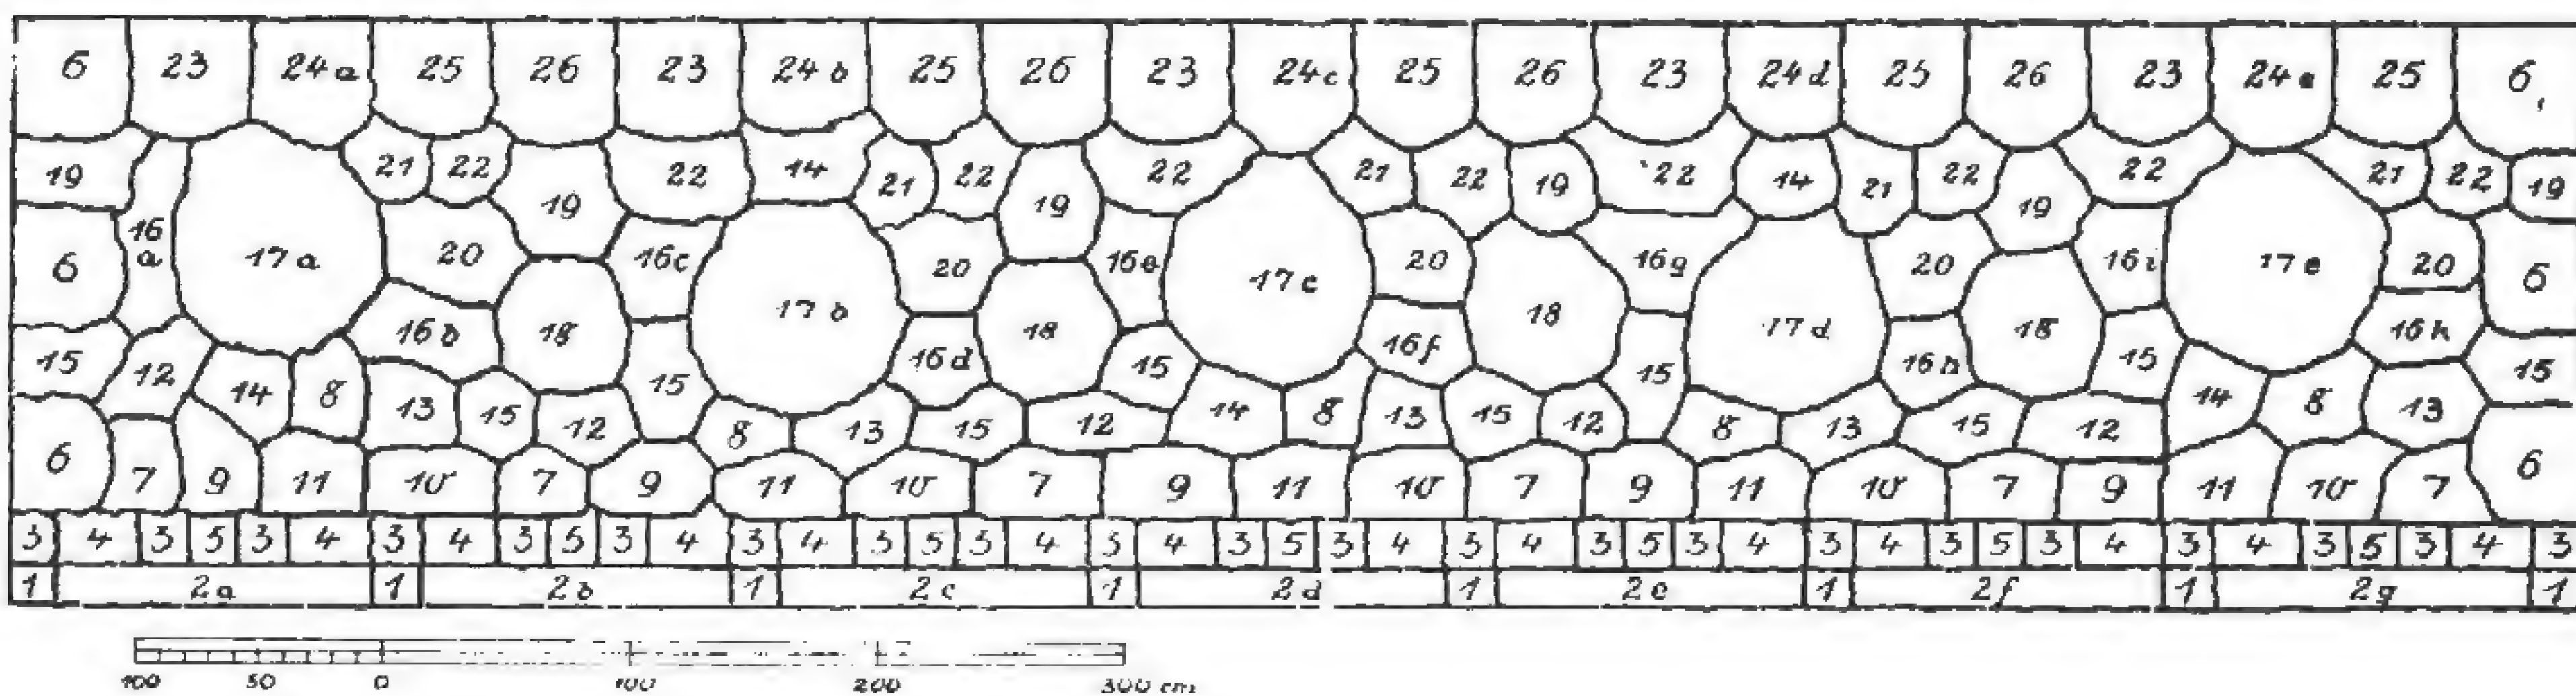 6 23 24a 25 26 23 24b 25 26 23 24c 25 26 23 24d 25 26 23 24e 25 6
19 21 22 22 14 21 22 22 21 22 19 22 14 21 22 22 21 22 19
16a 19 19 19
6 17a 20 16c 17b 20 16e 17c 20 18 16g 17d 20 16i 17e 20 6
16b 18 18 16f 18 16h
15 12 14 8 13 15 12 15 16d 15 15 16h 15 14 15
8 13 15 12 14 8 13 15 12 8 13 15 12 8 13
6 7 9 11 10 7 9 11 10 7 9 11 10 7 9 11 10 7 9 11 10 7 6
3 4 3 5 3 4 3 4 3 5 3 4 3 4 3 5 3 4 3 4 3 5 3 4 3 4 3 5 3 4 3 4 3 5 3 4 3 4 3 5 3 4 3
1 2a 1 2b 1 2c 1 2d 1 2e 1 2f 1 2g 1
100 50 0 100 200 300 cm